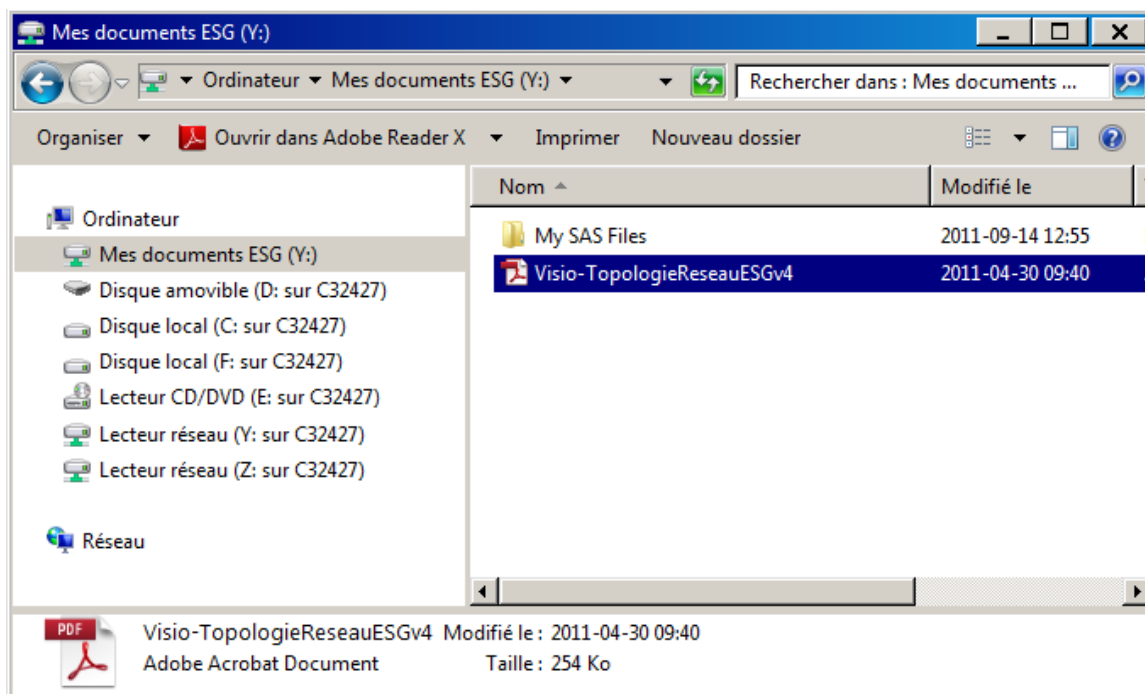 Mes documents ESG (Y:)
Ordinateur Mes documents ESG (Y:)
Rechercher dans : Mes documents ...
Organiser Ouvrir dans Adobe Reader X Imprimer Nouveau dossier
Nom Modifié le
Ordinateur
Mes documents ESG (Y:)
Disque amovible (D: sur C32427)
Disque local (C: sur C32427)
Disque local (F: sur C32427)
Lecteur CD/DVD (E: sur C32427)
Lecteur réseau (Y: sur C32427)
Lecteur réseau (Z: sur C32427)
Réseau
My SAS Files 2011-09-14 12:55
Visio-TopologieReseauESGv4 2011-04-30 09:40
PDF
Visio-TopologieReseauESGv4 Modifié le : 2011-04-30 09:40
Adobe Acrobat Document Taille : 254 Ko